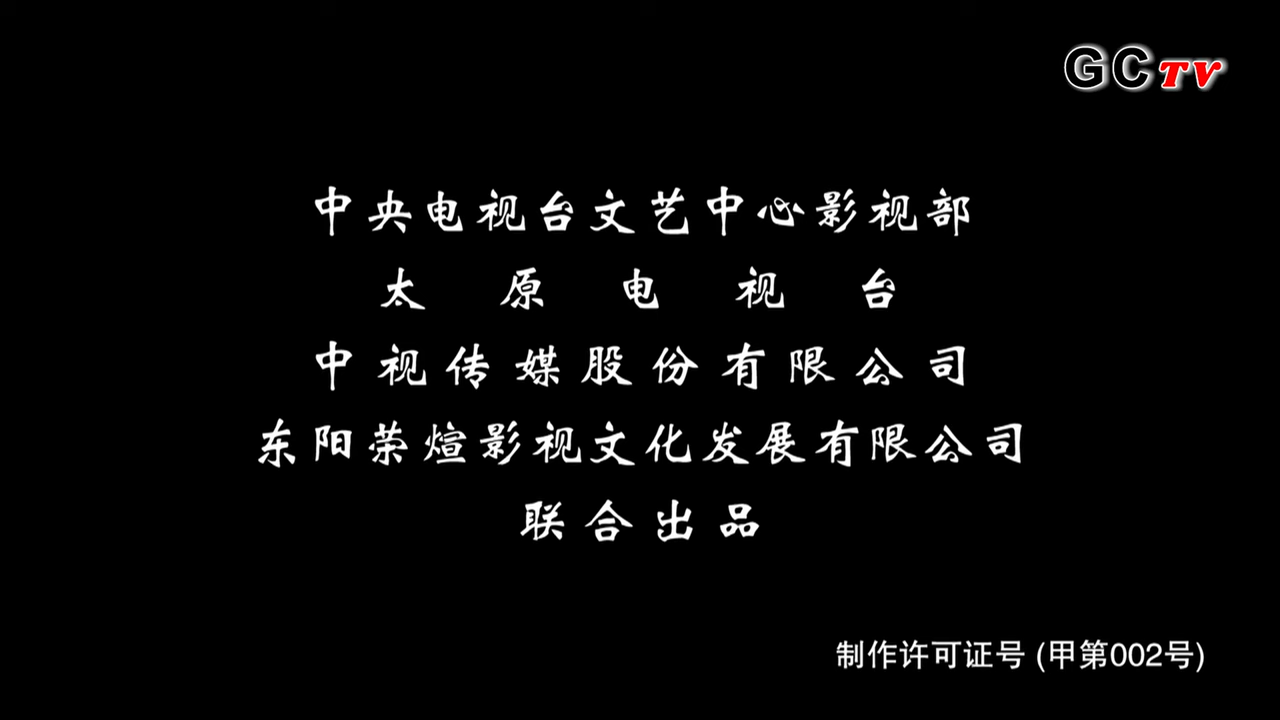 GCTV
中央电视台文艺中心影视部
太原电视台
中视传媒股份有限公司
东阳荣煊影视文化发展有限公司
联合出品
制作许可证号 (甲第002号)